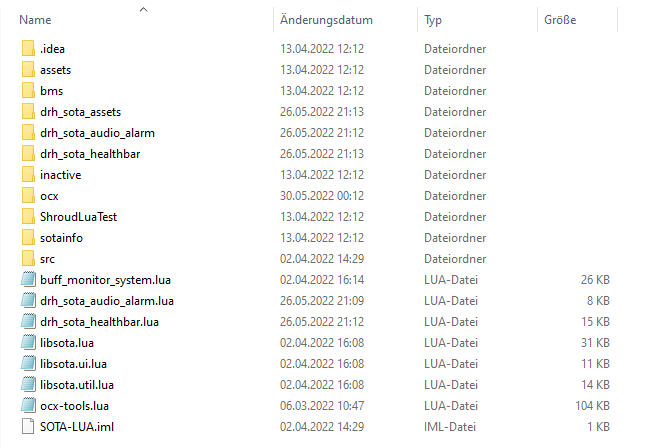 Name Änderungsdatum Typ Größe
.idea 13.04.2022 12:12 Dateiordner
assets 13.04.2022 12:12 Dateiordner
bms 13.04.2022 12:12 Dateiordner
drh_sota_assets 26.05.2022 21:13 Dateiordner
drh_sota_audio_alarm 26.05.2022 21:12 Dateiordner
drh_sota_healthbar 26.05.2022 21:13 Dateiordner
inactive 13.04.2022 12:12 Dateiordner
ocx 30.05.2022 00:12 Dateiordner
ShroudLuaTest 13.04.2022 12:12 Dateiordner
sotainfo 13.04.2022 12:12 Dateiordner
src 02.04.2022 14:29 Dateiordner
buff_monitor_system.lua 02.04.2022 16:14 LUA-Datei 26 KB
drh_sota_audio_alarm.lua 26.05.2022 21:09 LUA-Datei 8 KB
drh_sota_healthbar.lua 26.05.2022 21:12 LUA-Datei 15 KB
libsota.lua 02.04.2022 16:08 LUA-Datei 31 KB
libsota.ui.lua 02.04.2022 16:08 LUA-Datei 11 KB
libsota.util.lua 02.04.2022 16:08 LUA-Datei 14 KB
ocx-tools.lua 06.03.2022 10:47 LUA-Datei 104 KB
SOTA-LUA.iml 02.04.2022 14:29 IML-Datei 1 KB